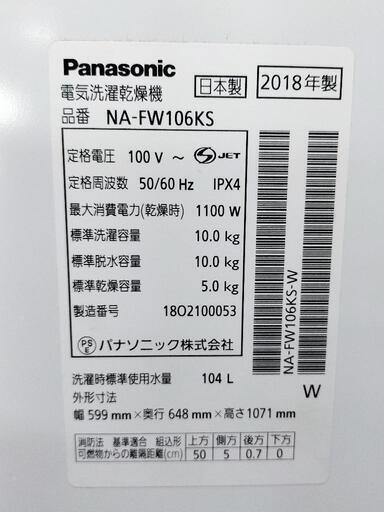 Panasonic
日本製
2018年製
電気洗濯乾燥機
品番 NA-FW106KS
定格電圧 100 V ～ S JET
定格周波数 50/60 Hz IPX4
最大消費電力(乾燥時) 1100 W
標準洗濯容量 10.0 kg
標準脱水容量 10.0 kg
標準乾燥容量 5.0 kg
製造番号 18O2100053
PS E パナソニック株式会社
洗濯時標準使用水量 104 L
外形寸法
幅 599 mm×奥行 648 mm×高さ1071 mm
消防法 基準適合 組込形 上方 側方 後方 下方
可燃物からの離隔距離(cm) 50 5 0.7 0
NA-FW106KS-W
W